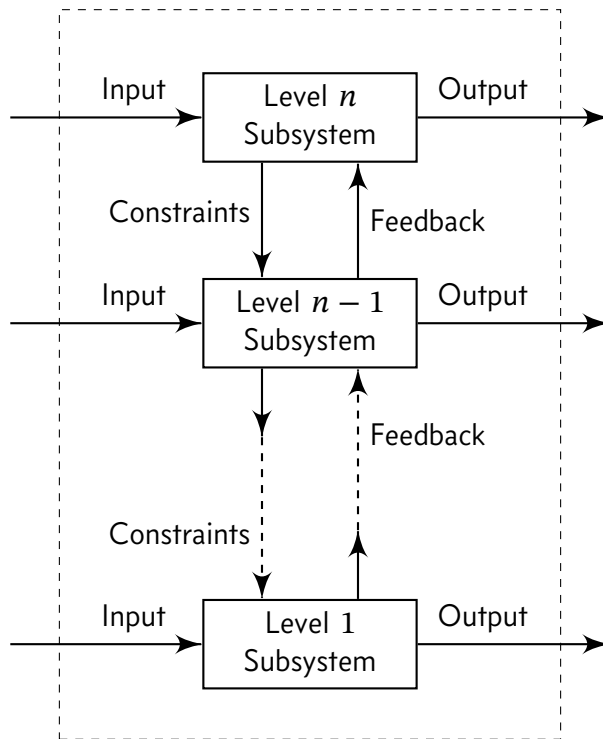 Input
Level n
Subsystem
Output
Constraints
Feedback
Input
Level n − 1
Subsystem
Output
Feedback
Constraints
Input
Level 1
Subsystem
Output